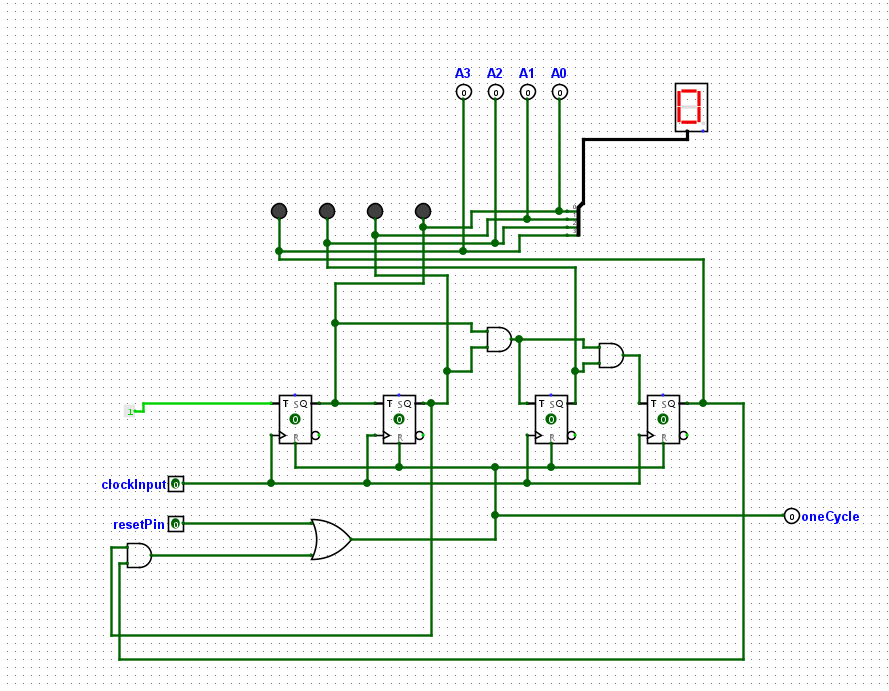 A3 A2 A1 A0
0 0 0 0
0
1
T S Q T S Q T S Q T S Q
0 0 0 0
R R R R
clockInput 0
0 oneCycle
resetPin 0